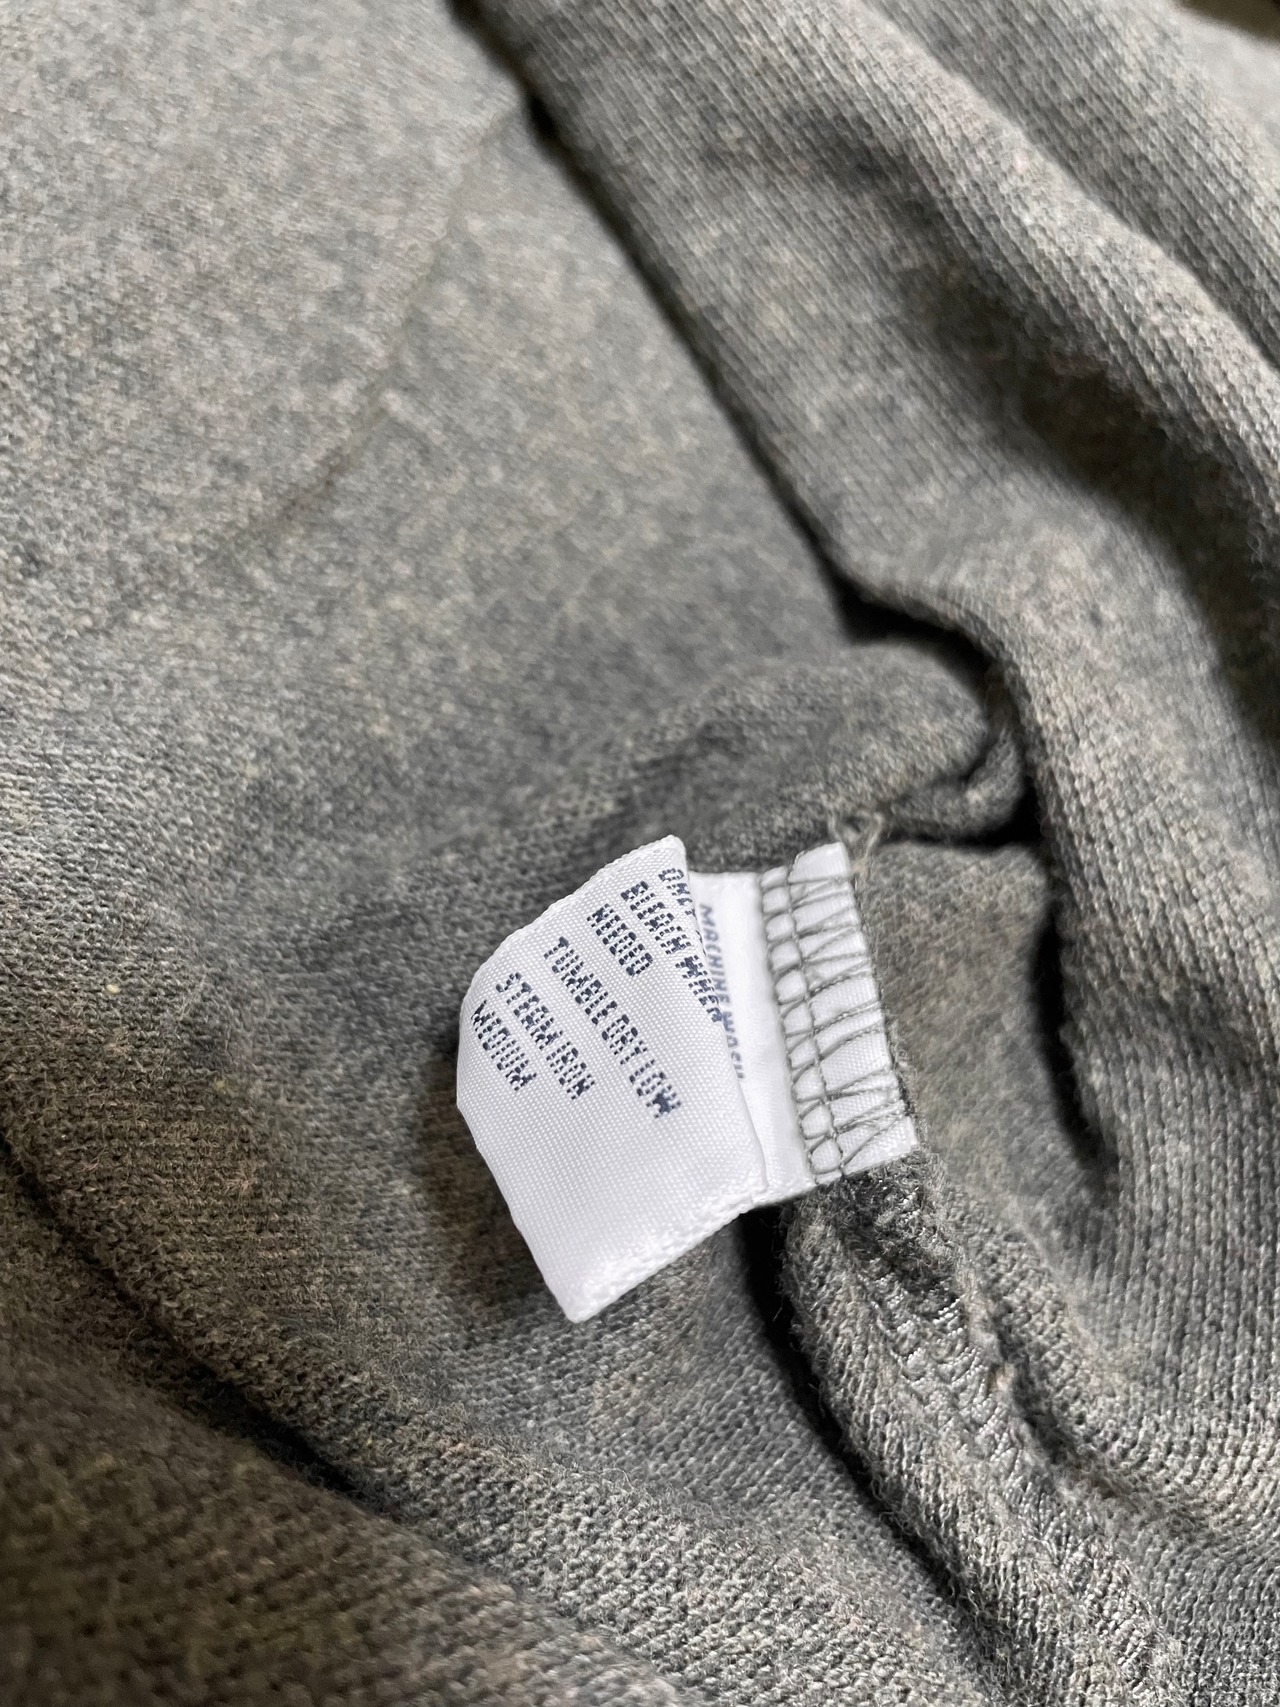 MACHINE WASH
BLEACH WHEN
NEEDED
TUMBLE DRY LOW
STEAM IRON
MEDIUM